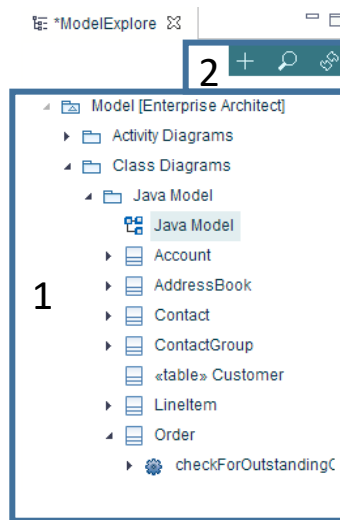 *ModelExplore
2
Model [Enterprise Architect]
Activity Diagrams
Class Diagrams
Java Model
Java Model
Account
AddressBook
1
Contact
ContactGroup
«table» Customer
LineItem
Order
checkForOutstandingC